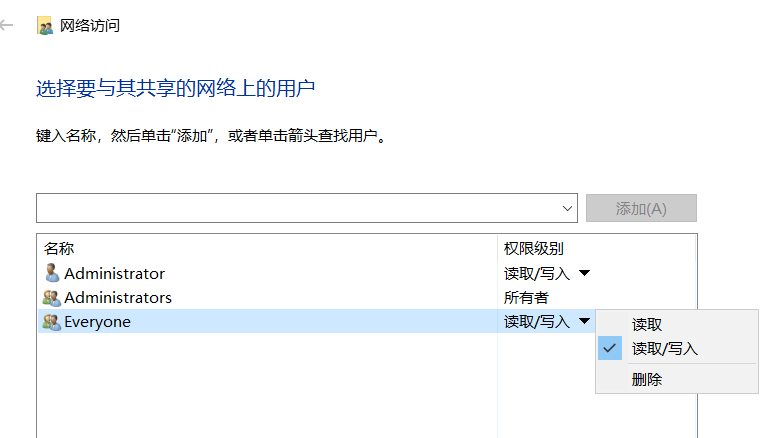 网络访问
选择要与其共享的网络上的用户
键入名称，然后单击“添加”，或者单击箭头查找用户。
添加(A)
名称 权限级别
Administrator 读取/写入
Administrators 所有者
Everyone 读取/写入
读取
读取/写入
删除